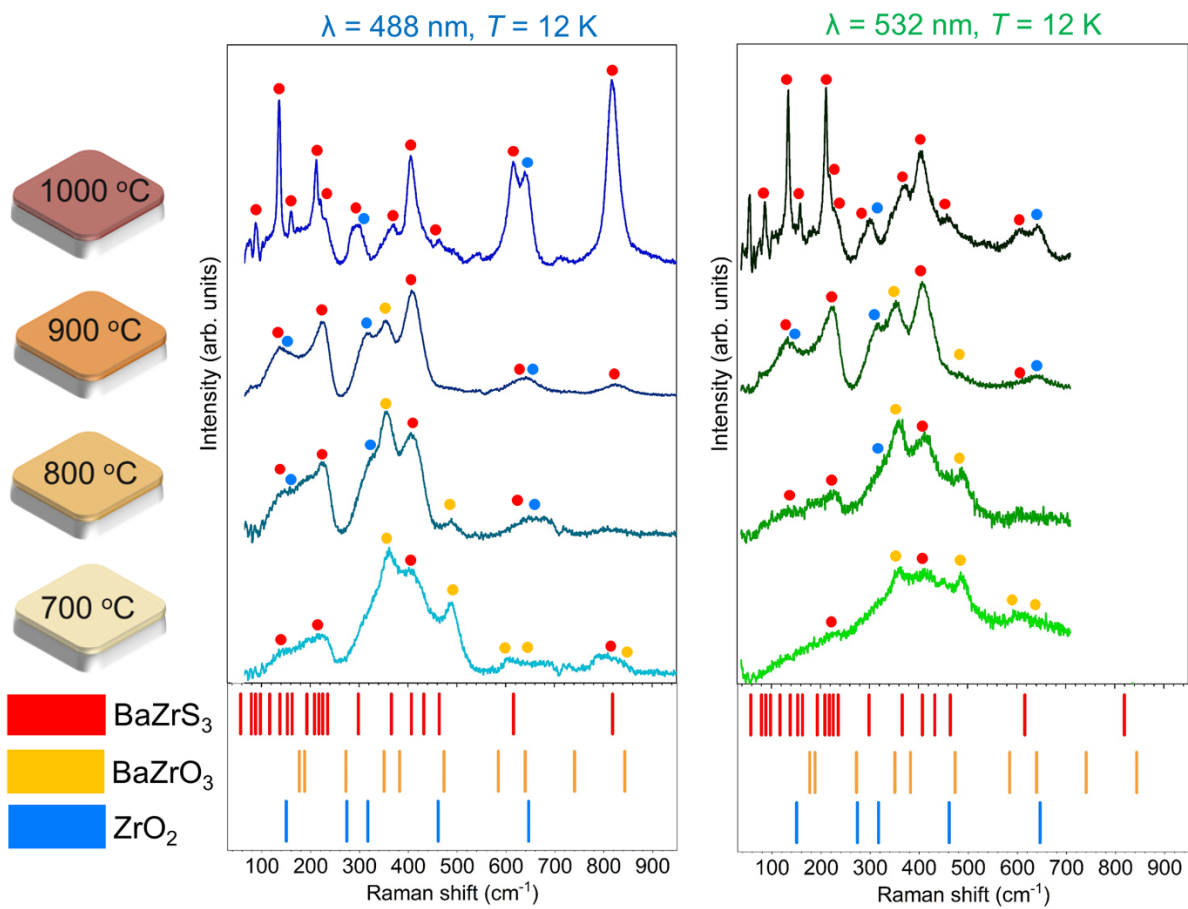 λ = 488 nm, T = 12 K
λ = 532 nm, T = 12 K
1000 °C
900 °C
800 °C
700 °C
Intensity (arb. units)
Intensity (arb. units)
BaZrS₃
BaZrO₃
ZrO₂
100 200 300 400 500 600 700 800 900
Raman shift (cm⁻¹)
100 200 300 400 500 600 700 800 900
Raman shift (cm⁻¹)